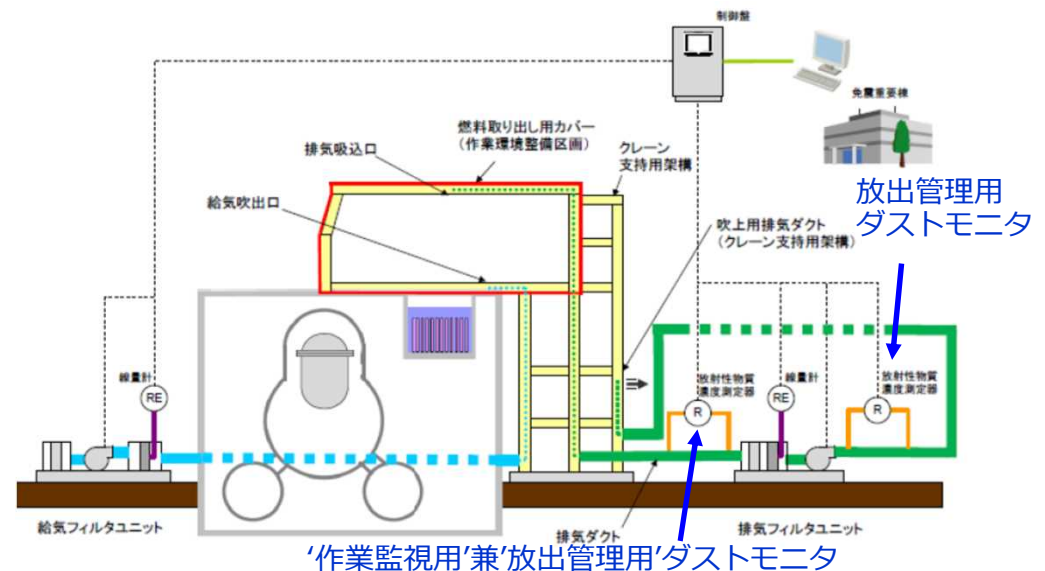 制御盤
免震重要棟
燃料取り出し用カバー
(作業環境整備区画)
クレーン
支持用架構
排気吸込口
給気吹出口
放出管理用
ダストモニタ
吹上用排気ダクト
(クレーン支持用架構)
線量計
RE
放射性物質
濃度測定器
R
線量計
RE
放射性物質
濃度測定器
R
給気フィルタユニット
排気ダクト
排気フィルタユニット
'作業監視用'兼'放出管理用'ダストモニタ